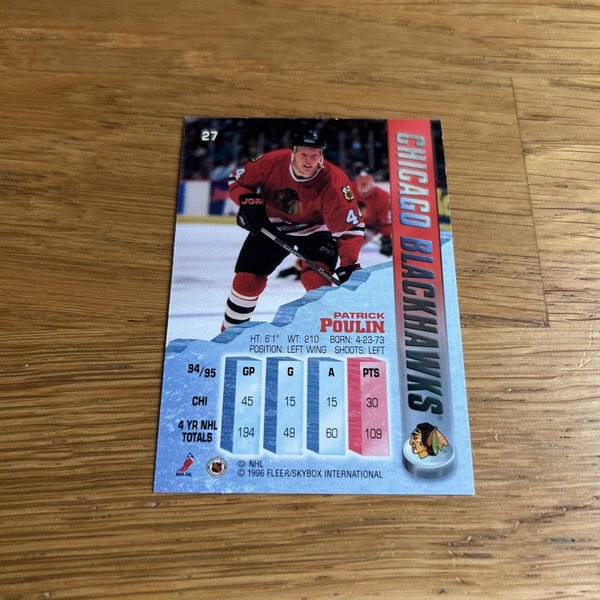 27
CHICAGO BLACKHAWKS
44
4
PATRICK
POULIN
HT: 6'1" WT: 210 BORN: 4-23-73
POSITION: LEFT WING SHOOTS: LEFT
94/95 GP G A PTS
CHI 45 15 15 30
4 YR NHL
TOTALS 194 49 60 109
© NHL
© 1996 FLEER/SKYBOX INTERNATIONAL